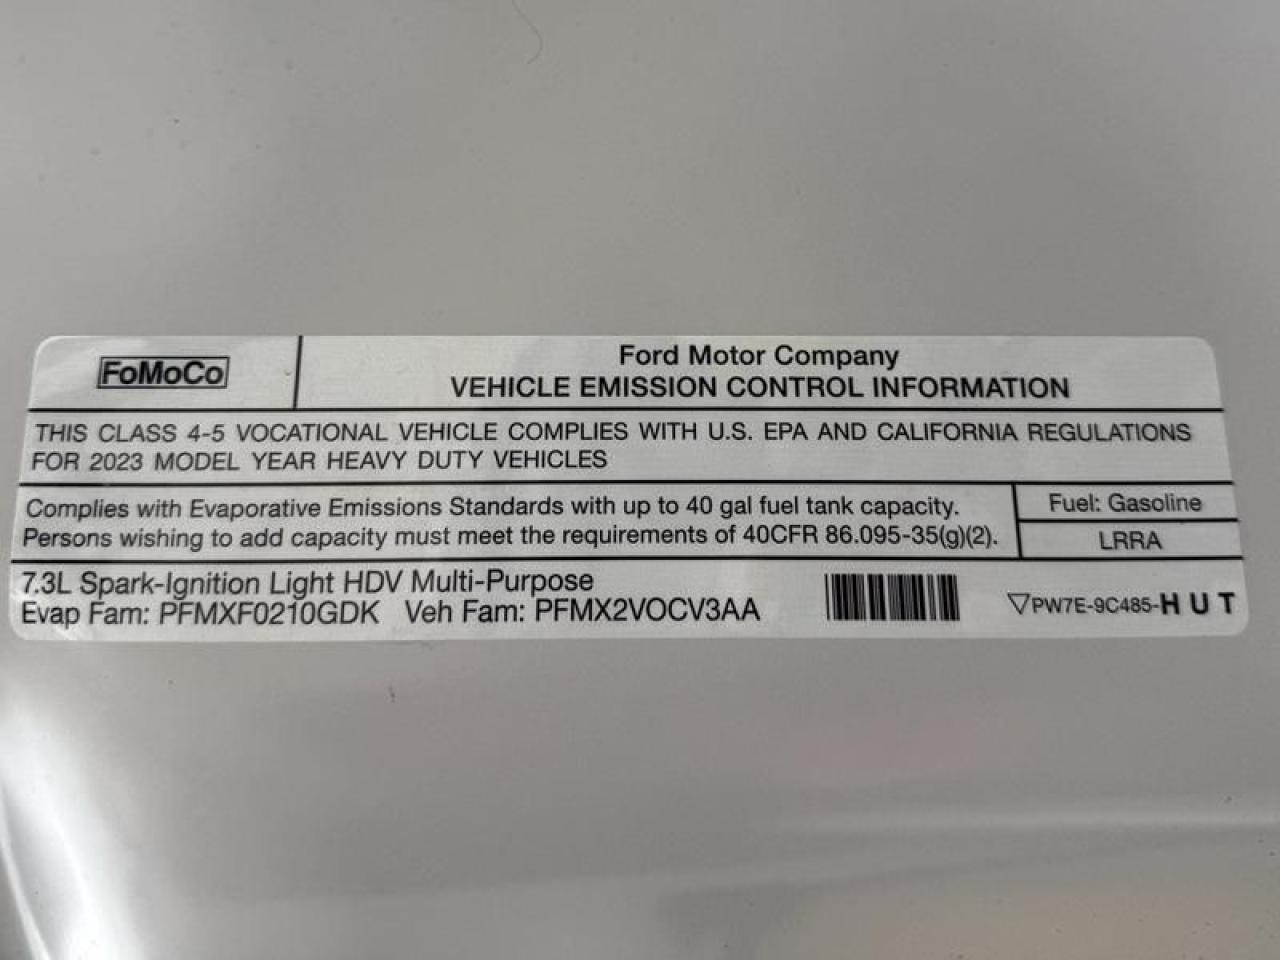 FoMoCo
Ford Motor Company
VEHICLE EMISSION CONTROL INFORMATION
THIS CLASS 4-5 VOCATIONAL VEHICLE COMPLIES WITH U.S. EPA AND CALIFORNIA REGULATIONS
FOR 2023 MODEL YEAR HEAVY DUTY VEHICLES
Complies with Evaporative Emissions Standards with up to 40 gal fuel tank capacity.
Persons wishing to add capacity must meet the requirements of 40CFR 86.095-35(g)(2).
Fuel: Gasoline
LRRA
7.3L Spark-Ignition Light HDV Multi-Purpose
Evap Fam: PFMXF0210GDK Veh Fam: PFMX2VOCV3AA
▽PW7E-9C485-HUT